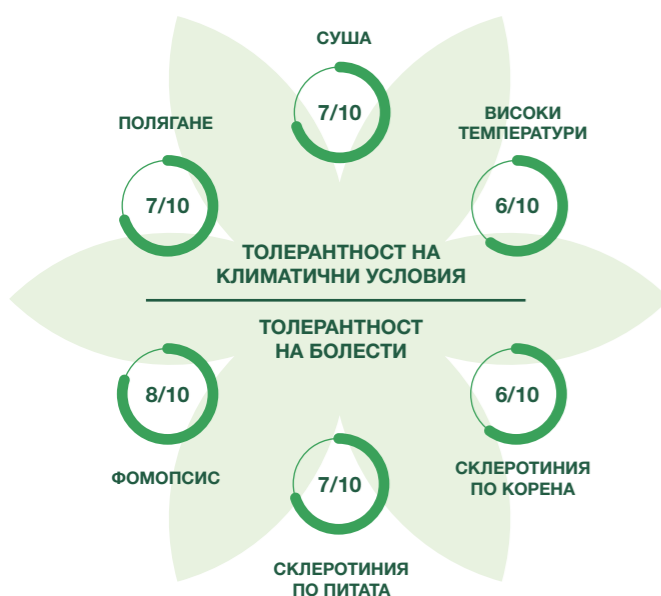 СУША
7/10
ВИСОКИ
ТЕМПЕРАТУРИ
6/10
ПОЛЯГАНЕ
7/10
ТОЛЕРАНТНОСТ НА
КЛИМАТИЧНИ УСЛОВИЯ
ТОЛЕРАНТНОСТ
НА БОЛЕСТИ
8/10
ФОМОПСИС
7/10
СКЛЕРОТИНИЯ
ПО ПИТАТА
6/10
СКЛЕРОТИНИЯ
ПО КОРЕНА